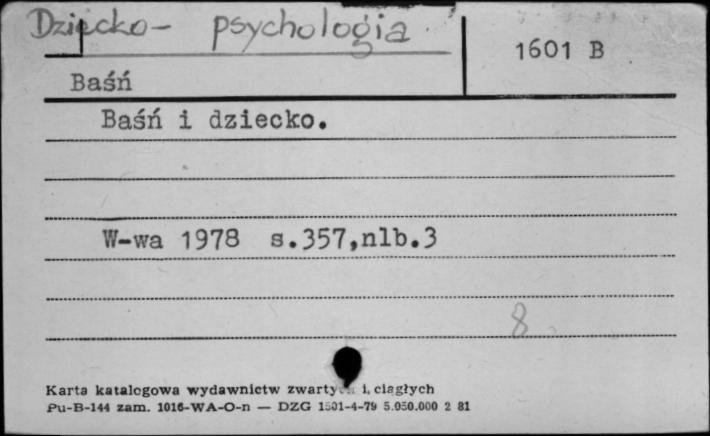 Dziecko - psychologia
1601 B
Baśń
Baśń i dziecko.
W-wa 1978 s.357,nlb.3
8
Karta katalogowa wydawnictw zwartych i ciągłych
Pu-B-144 zam. 1016-WA-O-n — DZG 1501-4-79 5.050.000 2 81